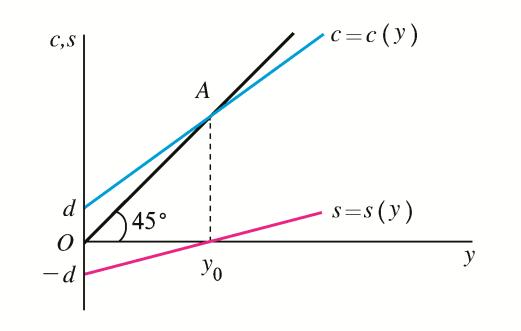 c,s
c=c(y)
A
d
45°
s=s(y)
O
−d
y₀
y